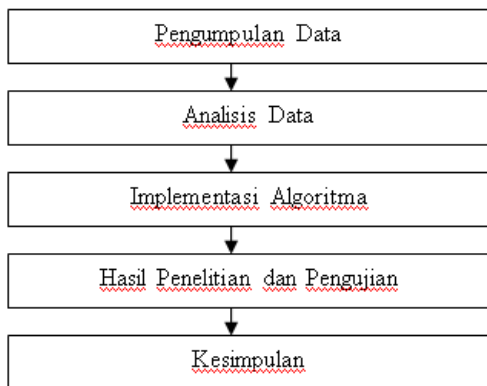 Pengumpulan Data
Analisis Data
Implementasi Algoritma
Hasil Penelitian dan Pengujian
Kesimpulan